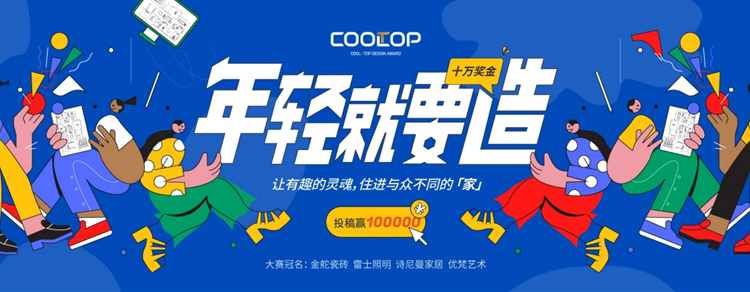 COOLTOP
COOL-TOP DESIGN AWARD
十万奖金
年轻就要造
让有趣的灵魂,住进与众不同的「家」
投稿赢100000
大赛冠名：金舵瓷砖 雷士照明 诗尼曼家居 优梵艺术